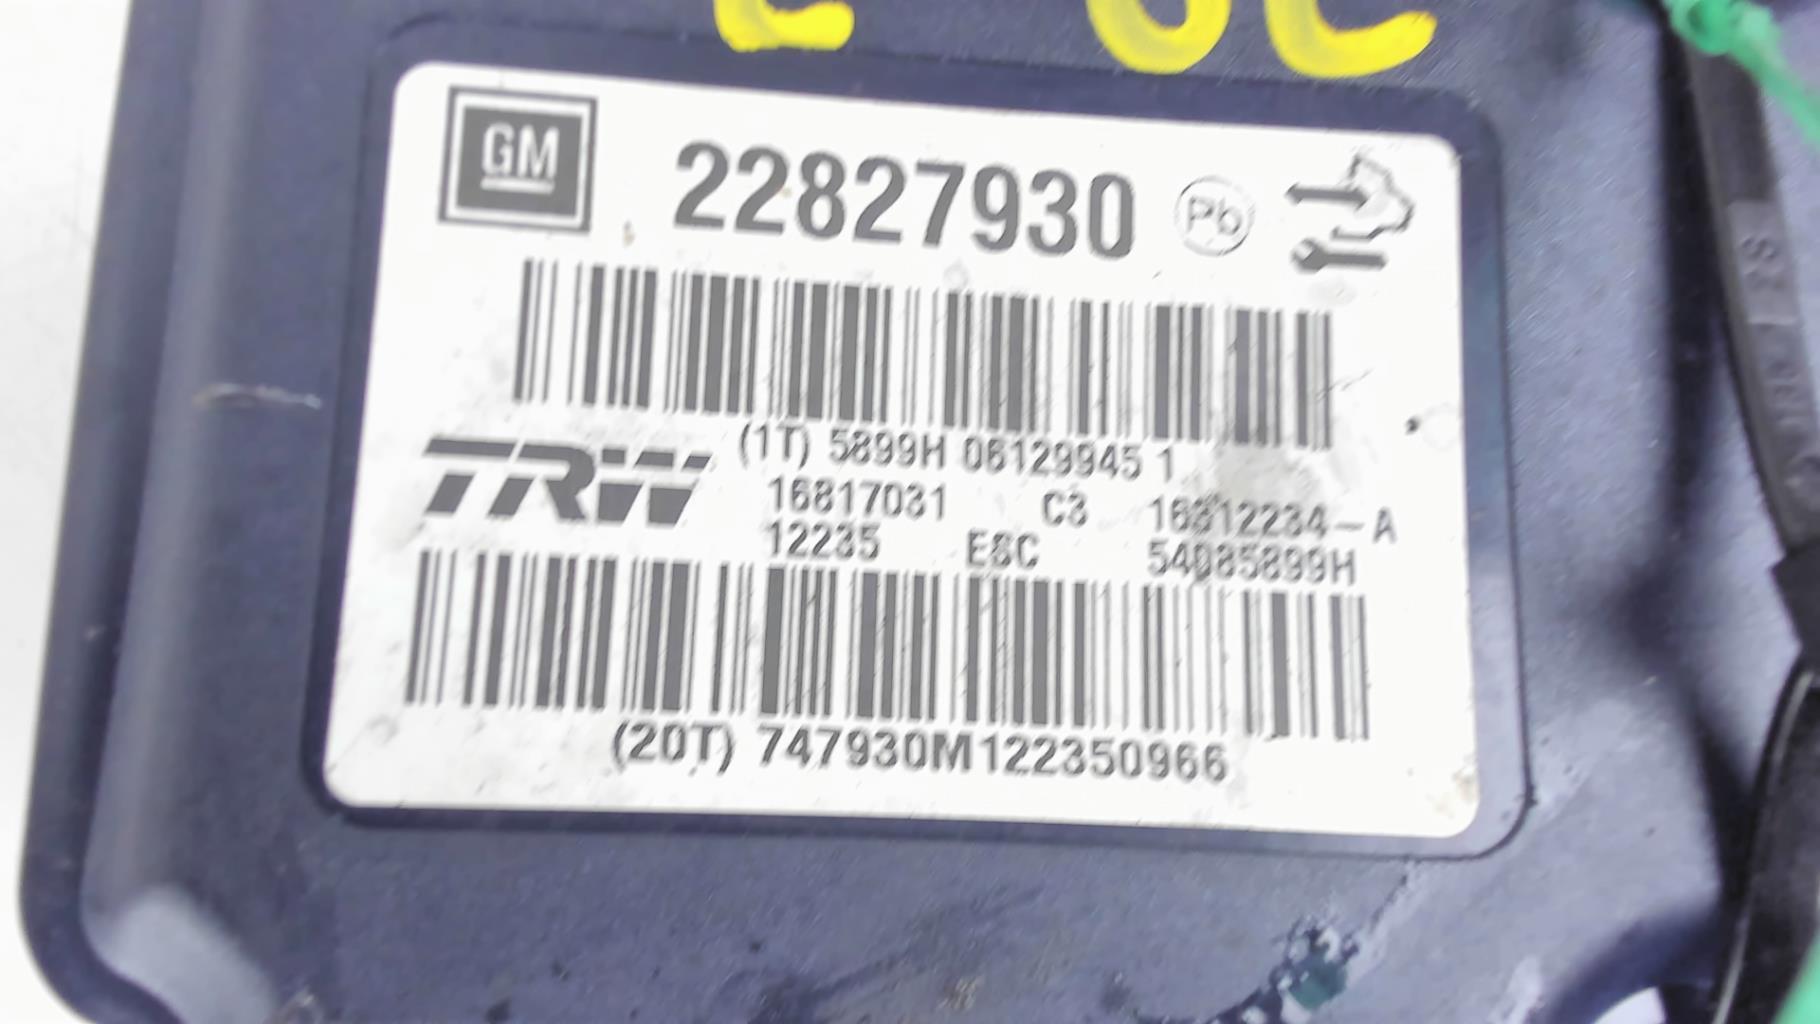 GM
22827930
Pb
(1T) 5899H 06129945 1
TRW
16817031 C3 16812234-A
12235 ESC 54085899H
(20T) 747930M122350966